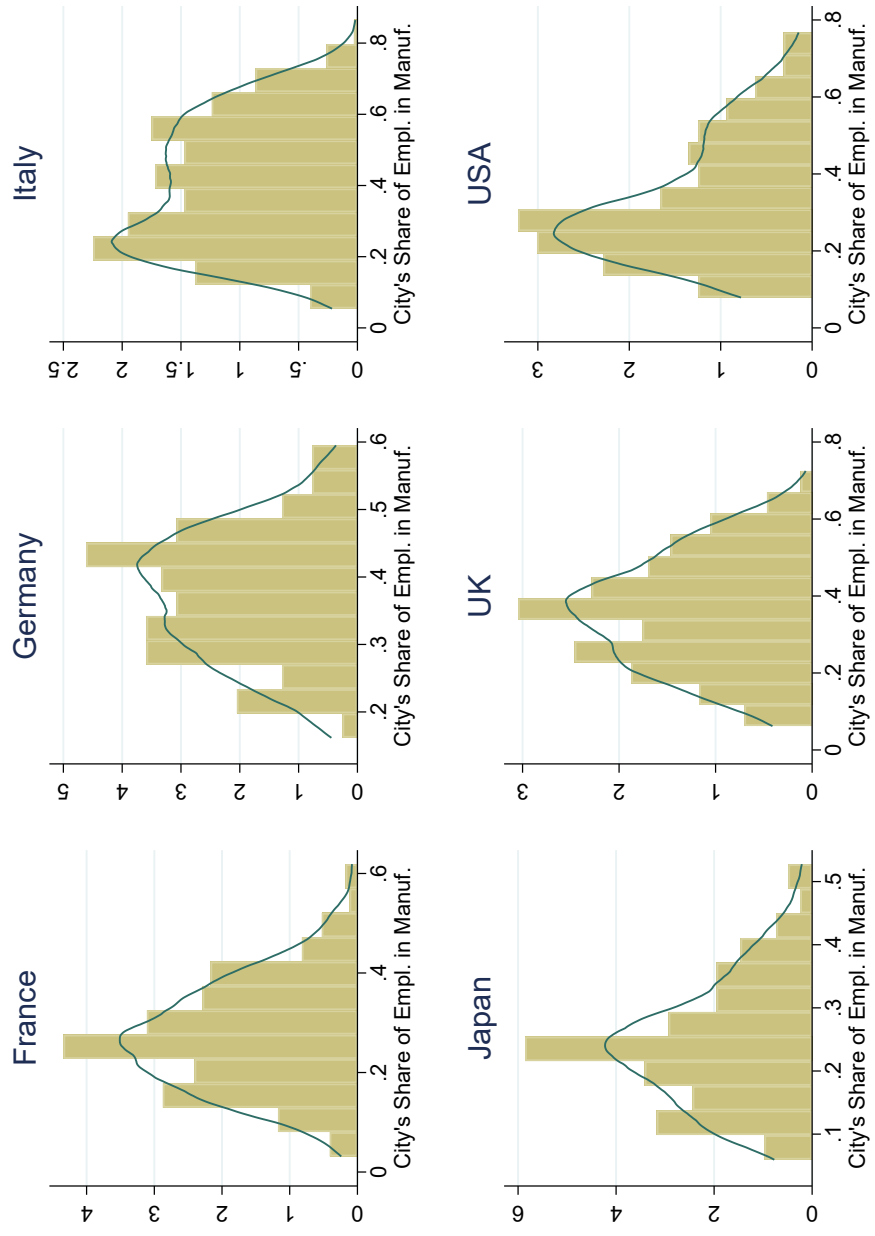 France
4
3
2
1
0
0 .2 .4 .6
City's Share of Empl. in Manuf.
Germany
5
4
3
2
1
0
.2 .3 .4 .5 .6
City's Share of Empl. in Manuf.
Italy
2.5
2
1.5
1
.5
0
0 .2 .4 .6 .8
City's Share of Empl. in Manuf.
Japan
6
4
2
0
.1 .2 .3 .4 .5
City's Share of Empl. in Manuf.
UK
3
2
1
0
0 .2 .4 .6 .8
City's Share of Empl. in Manuf.
USA
3
2
1
0
0 .2 .4 .6 .8
City's Share of Empl. in Manuf.